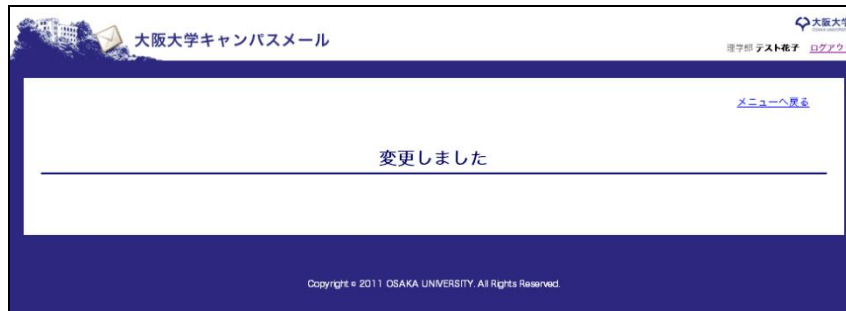 大阪大学キャンパスメール
大阪大学
理学部 テスト花子 ログアウ
メニューへ戻る
変更しました
Copyright © 2011 OSAKA UNIVERSITY. All Rights Reserved.